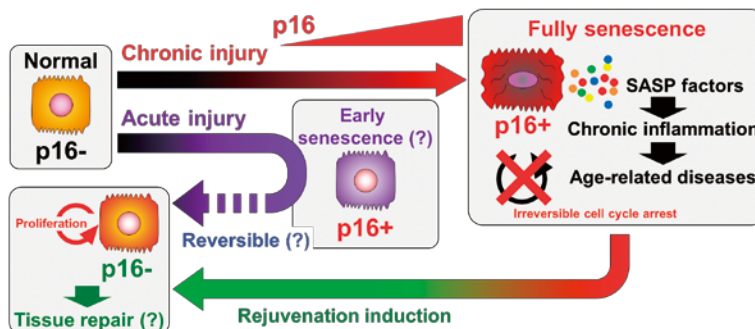 p16
Normal
p16-
Chronic injury
Acute injury
Early
senescence (?)
p16+
Fully senescence
p16+
SASP factors
Chronic inflammation
Age-related diseases
Irreversible cell cycle arrest
Reversible (?)
Proliferation
p16-
Tissue repair (?)
Rejuvenation induction